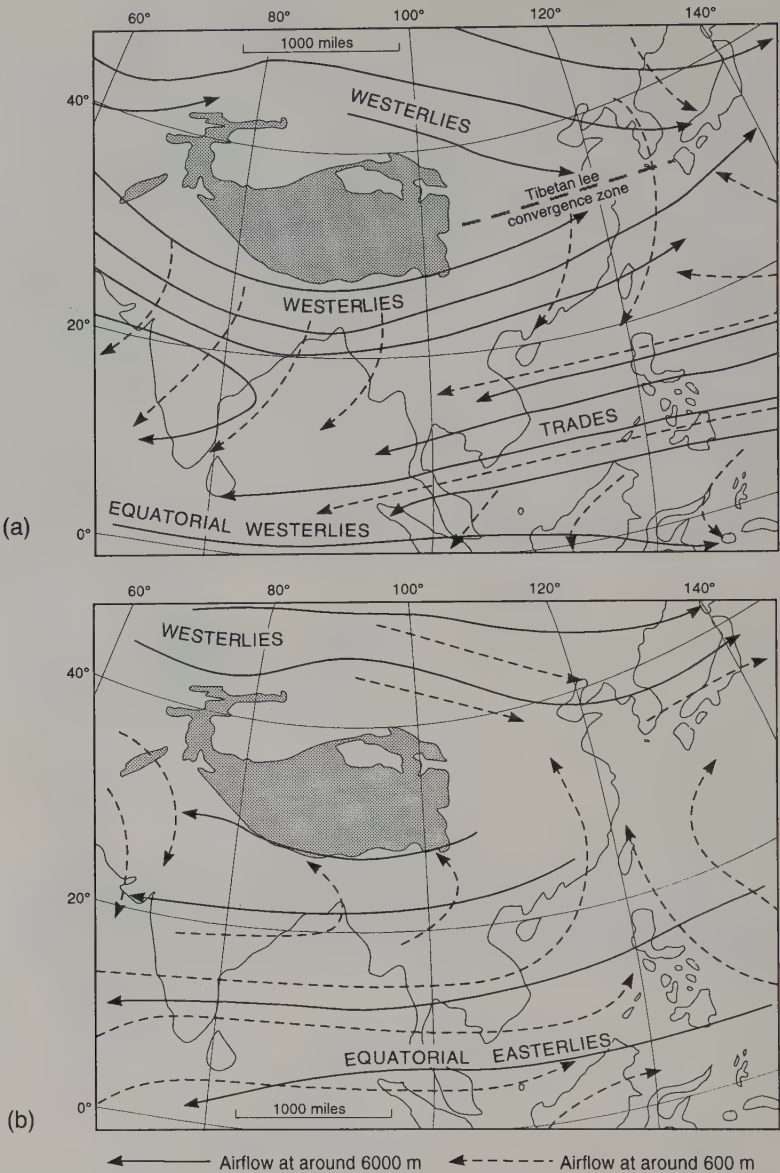 60° 80° 100° 120° 140°
1000 miles
40°
WESTERLIES
Tibetan lee
convergence zone
WESTERLIES
20°
TRADES
EQUATORIAL WESTERLIES
(a)
0°
60° 80° 100° 120° 140°
WESTERLIES
40°
20°
EQUATORIAL EASTERLIES
0°
1000 miles
(b)
Airflow at around 6000 m Airflow at around 600 m